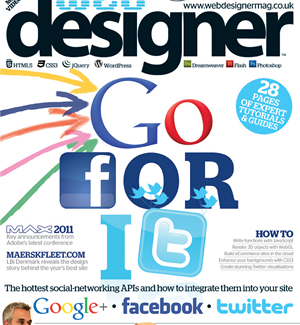 www.webdesignermag.co.uk
web
designer
HTML5 CSS3 jQuery WordPress Dreamweaver Flash Photoshop
28
PAGES
OF EXPERT
TUTORIALS
& GUIDES
Go
fOR
It
MAX 2011
Key announcements from
Adobe's latest conference
MAERSKFLEET.COM
LBi Denmark reveals the design
story behind the year's best site
HOW TO
Write functions with JavaScript
Render 3D objects with WebGL
Build eCommerce sites in the cloud
Enhance your backgrounds with CSS3
Create stunning Twitter visualisations
The hottest social-networking APIs and how to integrate them into your site
Google+ • facebook • twitter